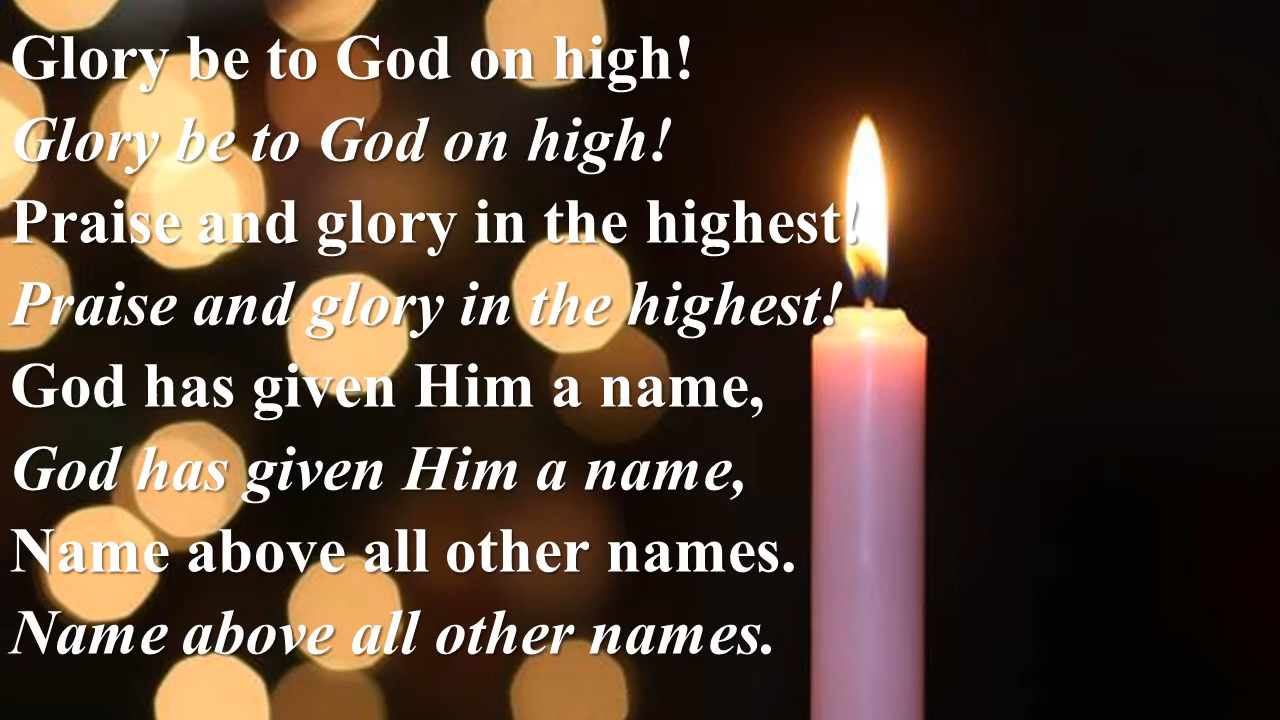 Glory be to God on high!
Glory be to God on high!
Praise and glory in the highest!
Praise and glory in the highest!
God has given Him a name,
God has given Him a name,
Name above all other names.
Name above all other names.